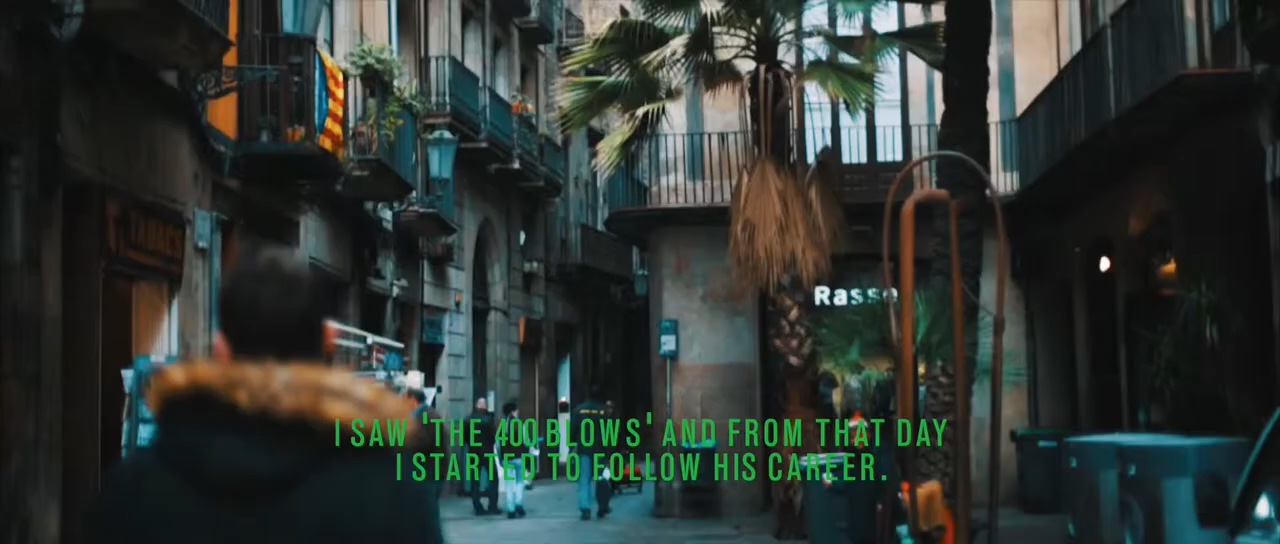 Rasso
I SAW 'THE 400 BLOWS' AND FROM THAT DAY
I STARTED TO FOLLOW HIS CAREER.